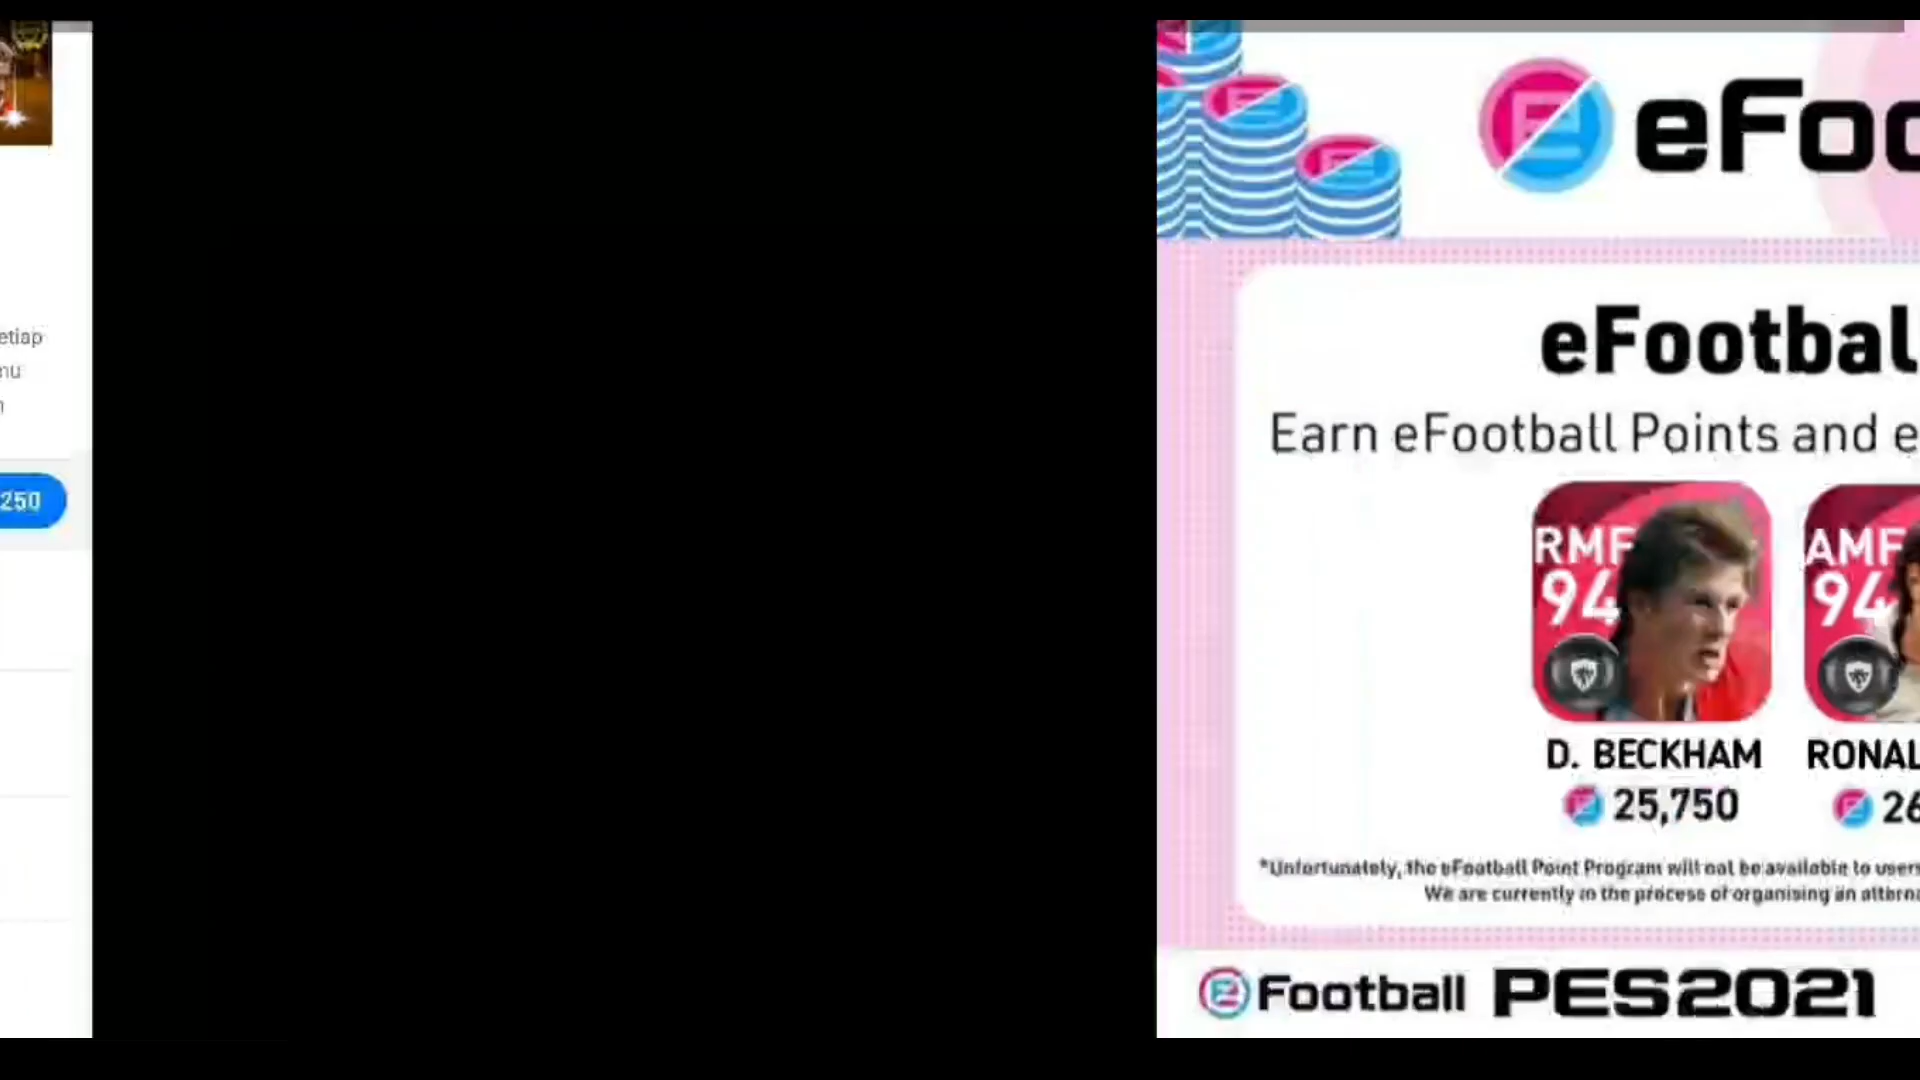 etiap
mu
250
eFoo
eFootbal
Earn eFootball Points and e
RMF
94
AMF
94
D. BECKHAM
RONAL
25,750
26
*Unfortunately, the eFootball Point Program will not be available to users
We are currently in the process of organising an alterna
eFootball PES2021